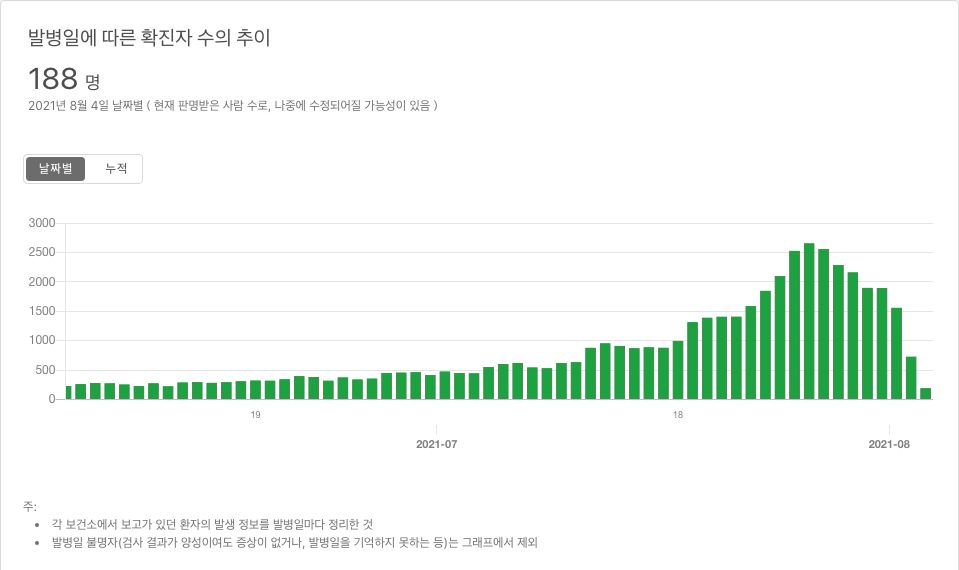 발병일에 따른 확진자 수의 추이
188 명
2021년 8월 4일 날짜별 ( 현재 판명받은 사람 수로, 나중에 수정되어질 가능성이 있음 )
날짜별 누적
3000
2500
2000
1500
1000
500
0
19 18
2021-07 2021-08
주:
• 각 보건소에서 보고가 있던 환자의 발생 정보를 발병일마다 정리한 것
• 발병일 불명자(검사 결과가 양성이여도 증상이 없거나, 발병일을 기억하지 못하는 등)는 그래프에서 제외